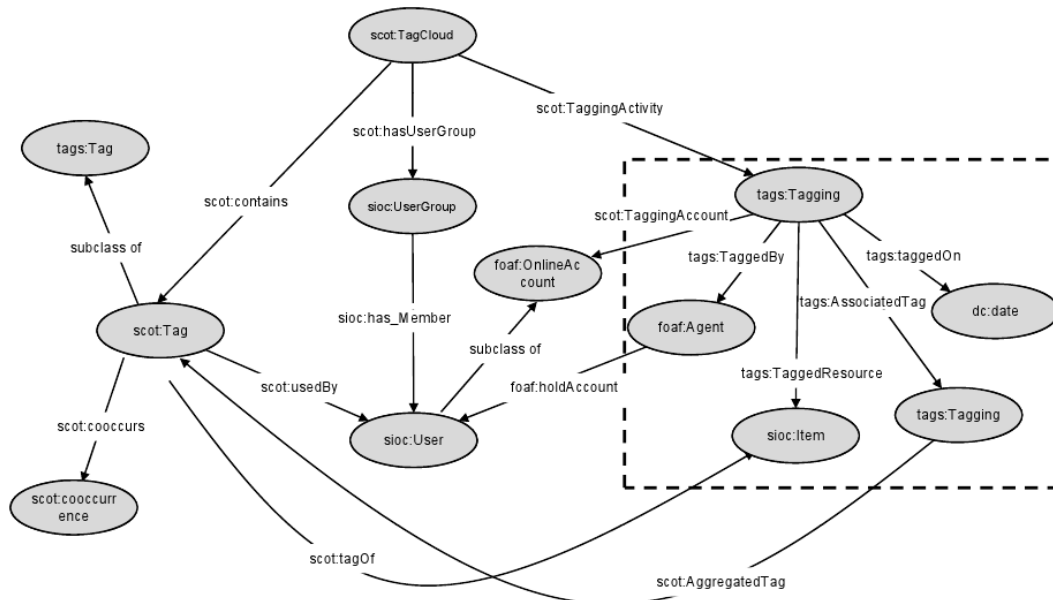 scot:TagCloud
scot:TaggingActivity
scot:hasUserGroup
tags:Tag
scot:contains
sioc:UserGroup
tags:Tagging
scot:TaggingAccount
subclass of
foaf:OnlineAc
count
tags:TaggedBy
tags:taggedOn
tags:AssociatedTag
dc:date
scot:Tag
sioc:has_Member
foaf:Agent
subclass of
tags:TaggedResource
scot:usedBy
foaf:holdAccount
tags:Tagging
scot:cooccurs
sioc:User
sioc:Item
scot:cooccurr
ence
scot:tagOf
scot:AggregatedTag